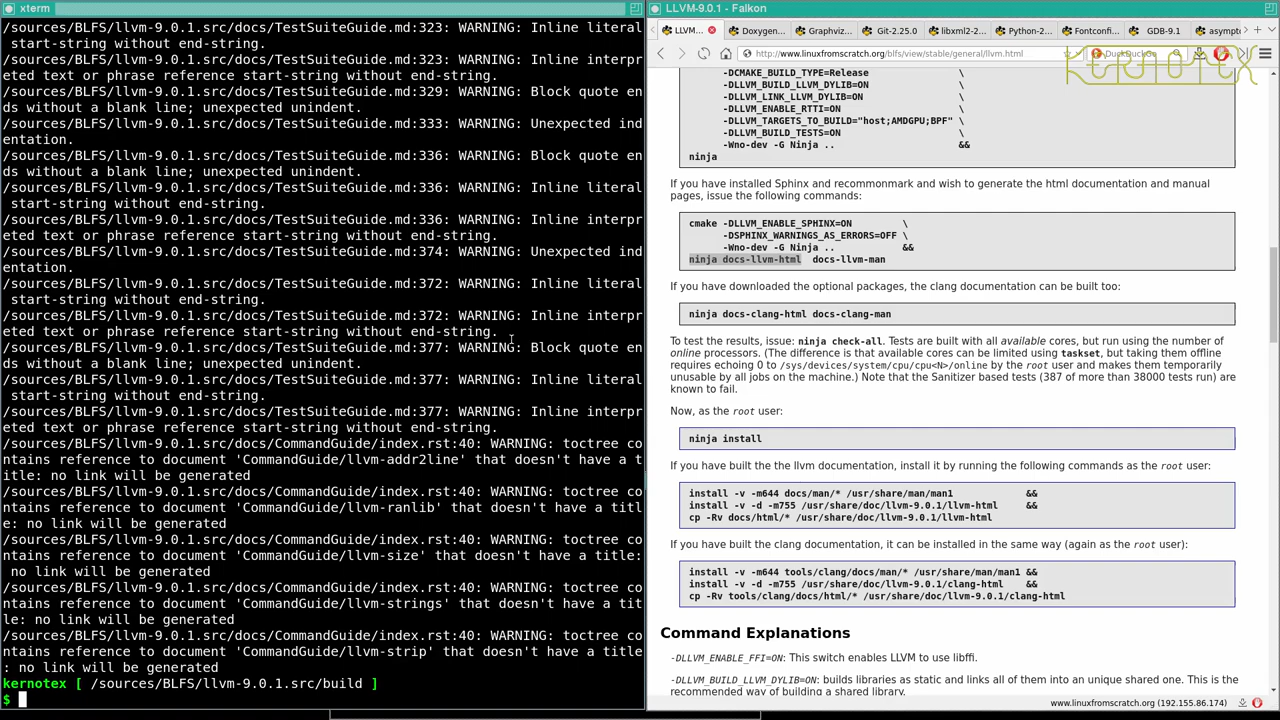 xterm
/sources/BLFS/llvm-9.0.1.src/docs/TestSuiteGuide.md:323: WARNING: Inline literal
 start-string without end-string.
/sources/BLFS/llvm-9.0.1.src/docs/TestSuiteGuide.md:323: WARNING: Inline interpr
eted text or phrase reference start-string without end-string.
/sources/BLFS/llvm-9.0.1.src/docs/TestSuiteGuide.md:329: WARNING: Block quote en
ds without a blank line; unexpected unindent.
/sources/BLFS/llvm-9.0.1.src/docs/TestSuiteGuide.md:333: WARNING: Unexpected ind
entation.
/sources/BLFS/llvm-9.0.1.src/docs/TestSuiteGuide.md:336: WARNING: Block quote en
ds without a blank line; unexpected unindent.
/sources/BLFS/llvm-9.0.1.src/docs/TestSuiteGuide.md:336: WARNING: Inline literal
 start-string without end-string.
/sources/BLFS/llvm-9.0.1.src/docs/TestSuiteGuide.md:336: WARNING: Inline interpr
eted text or phrase reference start-string without end-string.
/sources/BLFS/llvm-9.0.1.src/docs/TestSuiteGuide.md:374: WARNING: Unexpected ind
entation.
/sources/BLFS/llvm-9.0.1.src/docs/TestSuiteGuide.md:372: WARNING: Inline literal
 start-string without end-string.
/sources/BLFS/llvm-9.0.1.src/docs/TestSuiteGuide.md:372: WARNING: Inline interpr
eted text or phrase reference start-string without end-string.
/sources/BLFS/llvm-9.0.1.src/docs/TestSuiteGuide.md:377: WARNING: Block quote en
ds without a blank line; unexpected unindent.
/sources/BLFS/llvm-9.0.1.src/docs/TestSuiteGuide.md:377: WARNING: Inline literal
 start-string without end-string.
/sources/BLFS/llvm-9.0.1.src/docs/TestSuiteGuide.md:377: WARNING: Inline interpr
eted text or phrase reference start-string without end-string.
/sources/BLFS/llvm-9.0.1.src/docs/CommandGuide/index.rst:40: WARNING: toctree co
ntains reference to document 'CommandGuide/llvm-addr2line' that doesn't have a t
itle: no link will be generated
/sources/BLFS/llvm-9.0.1.src/docs/CommandGuide/index.rst:40: WARNING: toctree co
ntains reference to document 'CommandGuide/llvm-ranlib' that doesn't have a titl
e: no link will be generated
/sources/BLFS/llvm-9.0.1.src/docs/CommandGuide/index.rst:40: WARNING: toctree co
ntains reference to document 'CommandGuide/llvm-size' that doesn't have a title:
 no link will be generated
/sources/BLFS/llvm-9.0.1.src/docs/CommandGuide/index.rst:40: WARNING: toctree co
ntains reference to document 'CommandGuide/llvm-strings' that doesn't have a tit
le: no link will be generated
/sources/BLFS/llvm-9.0.1.src/docs/CommandGuide/index.rst:40: WARNING: toctree co
ntains reference to document 'CommandGuide/llvm-strip' that doesn't have a title
: no link will be generated
kernotex [ /sources/BLFS/llvm-9.0.1.src/build ]
$
LLVM-9.0.1 - Falkon
LLVM... Doxygen... Graphviz... Git-2.25.0 libxml2-2... Python-2... Fontconfi... GDB-9.1 asympt
http://www.linuxfromscratch.org/blfs/view/stable/general/llvm.html DuckDuckGo
KERNOTEX
-DCMAKE_BUILD_TYPE=Release \
-DLLVM_BUILD_LLVM_DYLIB=ON \
-DLLVM_LINK_LLVM_DYLIB=ON \
-DLLVM_ENABLE_RTTI=ON \
-DLLVM_TARGETS_TO_BUILD="host;AMDGPU;BPF" \
-DLLVM_BUILD_TESTS=ON \
-Wno-dev -G Ninja .. &&
ninja
If you have installed Sphinx and recommonmark and wish to generate the html documentation and manual
pages, issue the following commands:
cmake -DLLVM_ENABLE_SPHINX=ON \
-DSPHINX_WARNINGS_AS_ERRORS=OFF \
-Wno-dev -G Ninja .. &&
ninja docs-llvm-html docs-llvm-man
If you have downloaded the optional packages, the clang documentation can be built too:
ninja docs-clang-html docs-clang-man
To test the results, issue: ninja check-all. Tests are built with all available cores, but run using the number of
online processors. (The difference is that available cores can be limited using taskset, but taking them offline
requires echoing 0 to /sys/devices/system/cpu/cpu<N>/online by the root user and makes them temporarily
unusable by all jobs on the machine.) Note that the Sanitizer based tests (387 of more than 38000 tests run) are
known to fail.
Now, as the root user:
ninja install
If you have built the the llvm documentation, install it by running the following commands as the root user:
install -v -m644 docs/man/* /usr/share/man/man1 &&
install -v -d -m755 /usr/share/doc/llvm-9.0.1/llvm-html &&
cp -Rv docs/html/* /usr/share/doc/llvm-9.0.1/llvm-html
If you have built the clang documentation, it can be installed in the same way (again as the root user):
install -v -m644 tools/clang/docs/man/* /usr/share/man/man1 &&
install -v -d -m755 /usr/share/doc/llvm-9.0.1/clang-html &&
cp -Rv tools/clang/docs/html/* /usr/share/doc/llvm-9.0.1/clang-html
Command Explanations
-DLLVM_ENABLE_FFI=ON: This switch enables LLVM to use libffi.
-DLLVM_BUILD_LLVM_DYLIB=ON: builds libraries as static and links all of them into an unique shared one. This is the
recommended way of building a shared library.
www.linuxfromscratch.org (192.155.86.174)